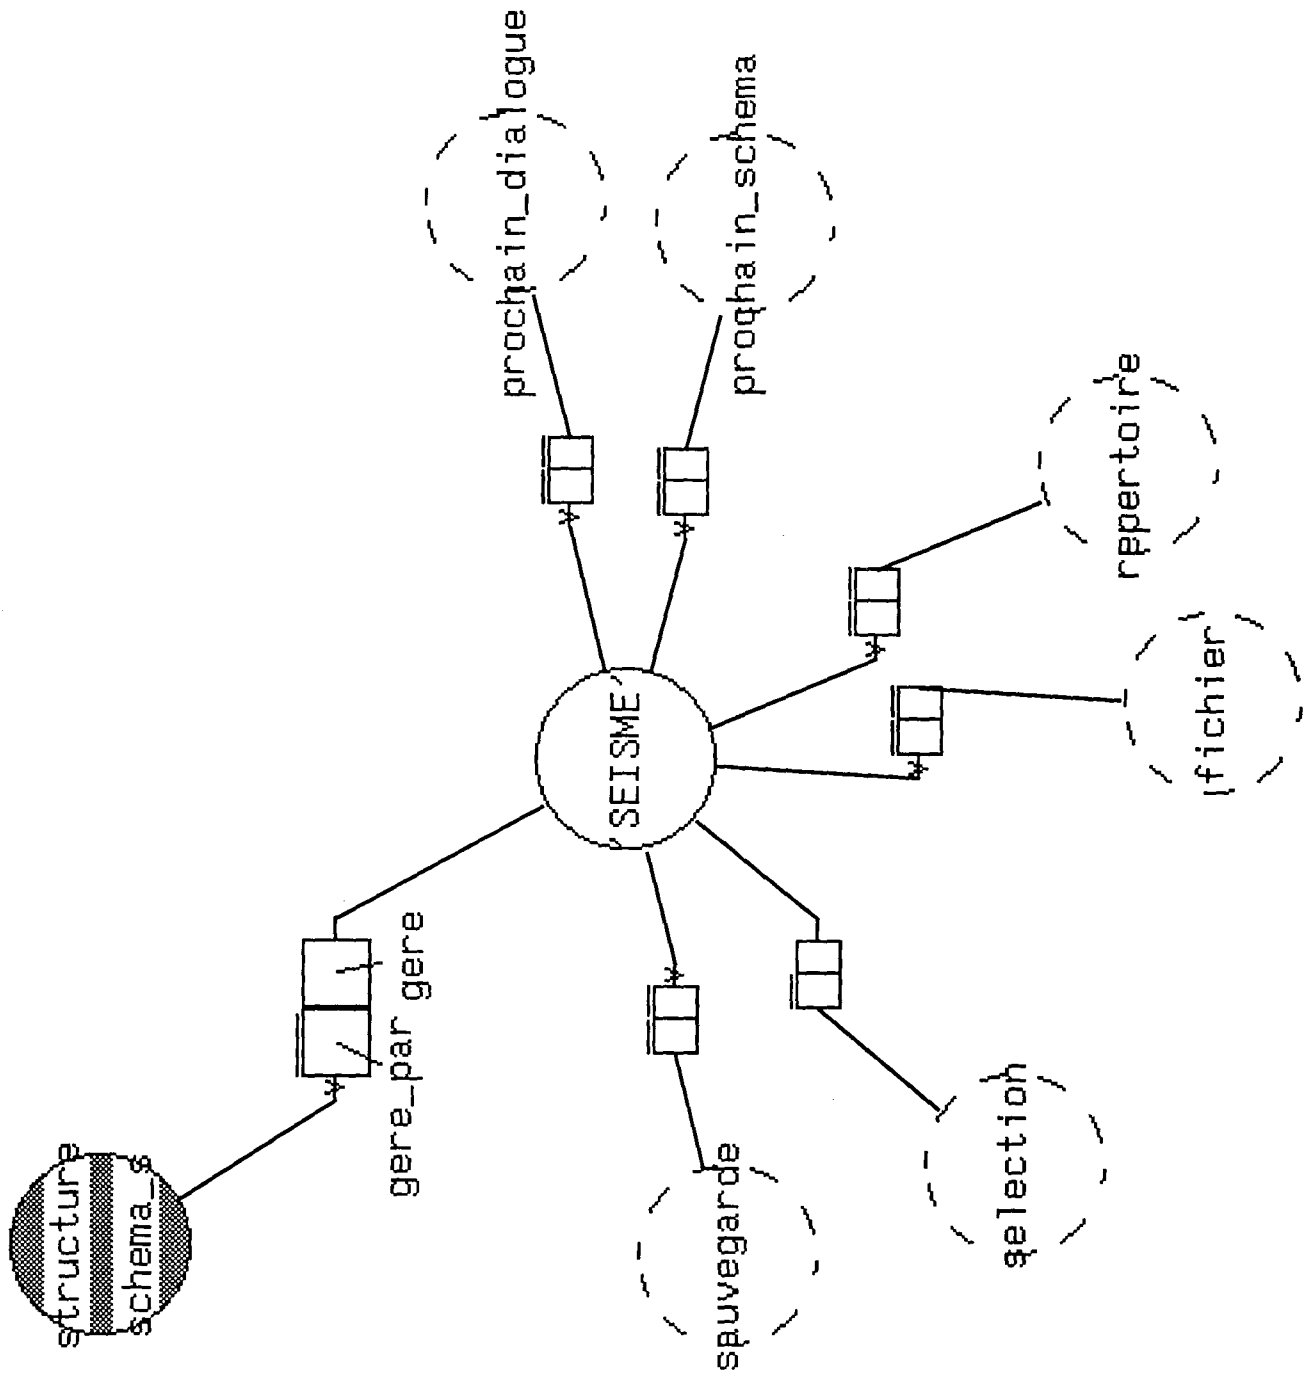 structure
schema_s
gere_par
gere
'SEISME'
prochain_dialogue
prochain_schema
repertoire
fichier
selection
sauvegarde